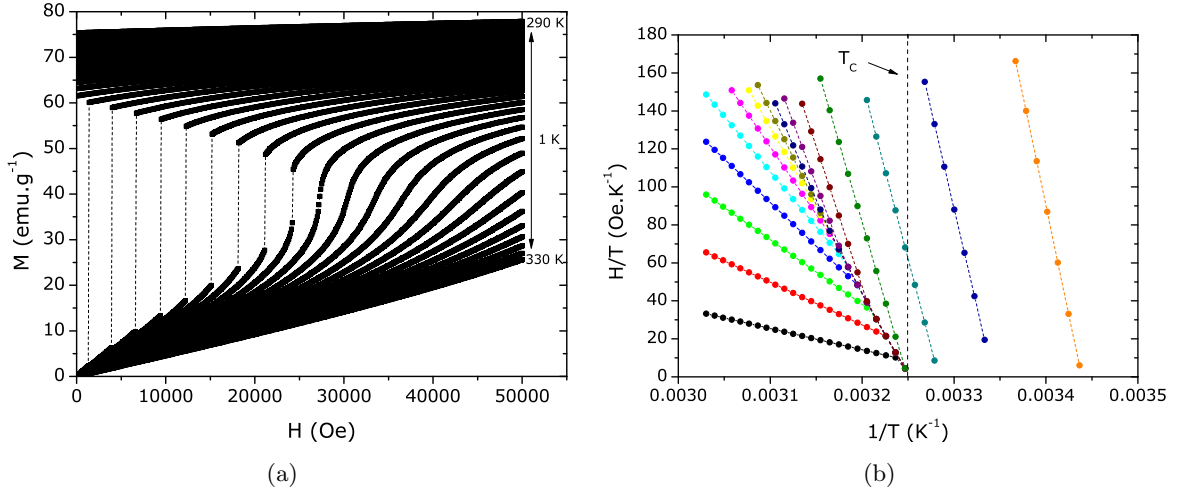 80
70
60
50
40
30
20
10
0
M (emu.g⁻¹)
0 10000 20000 30000 40000 50000
H (Oe)
290 K
1 K
330 K
(a)
180
160
140
120
100
80
60
40
20
0
H/T (Oe.K⁻¹)
T_C
0.0030 0.0031 0.0032 0.0033 0.0034 0.0035
1/T (K⁻¹)
(b)